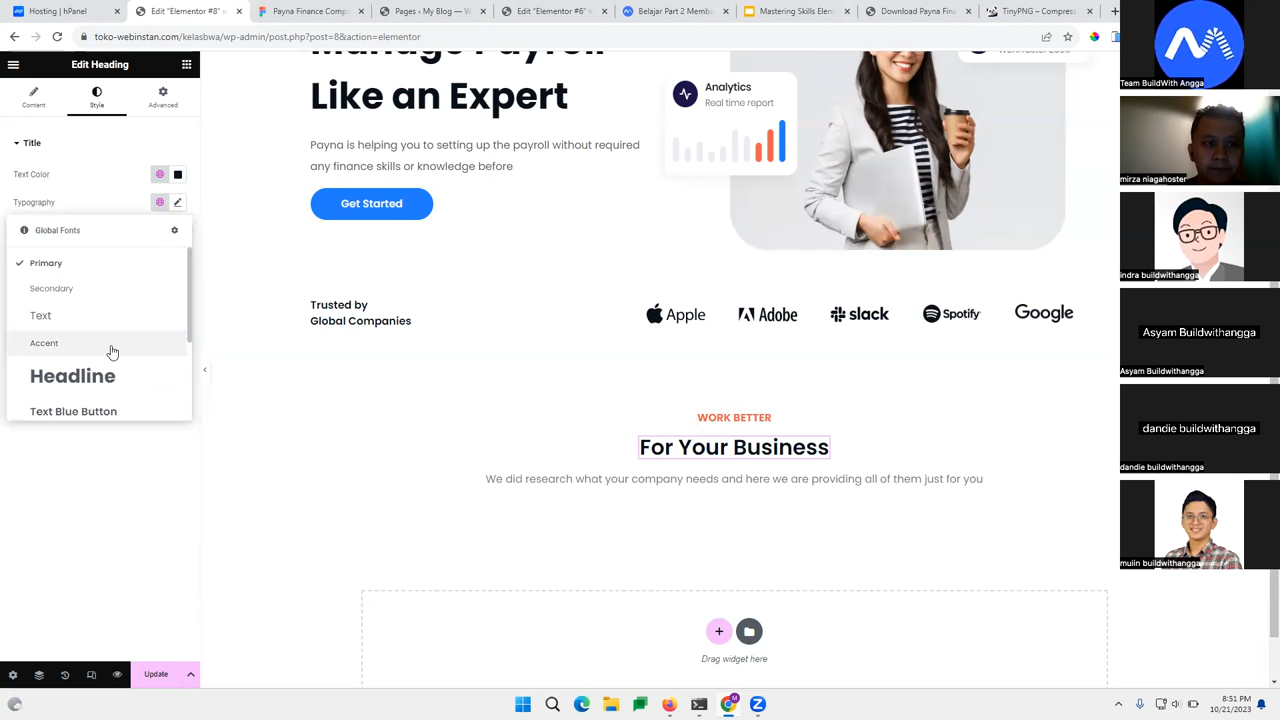 Hosting | hPanel
Edit "Elementor #8"
Payna Finance Comp
Pages ‹ My Blog — W
Edit "Elementor #6" w
Belajar Part 2 Membu
Mastering Skills Elem
Download Payna Fine
TinyPNG – Compress
toko-webinstan.com/kelasbwa/wp-admin/post.php?post=8&action=elementor
Edit Heading
Content
Style
Advanced
Title
Text Color
Typography
Global Fonts
Primary
Secondary
Text
Accent
Headline
Text Blue Button
Update
Like an Expert
Payna is helping you to setting up the payroll without required
any finance skills or knowledge before
Get Started
Analytics
Real time report
Trusted by
Global Companies
Apple
Adobe
slack
Spotify
Google
WORK BETTER
For Your Business
We did research what your company needs and here we are providing all of them just for you
Drag widget here
Team BuildWith Angga
mirza niagahoster
indra buildwithangga
Asyam Buildwithangga
Asyam Buildwithangga
dandie buildwithangga
dandie buildwithangga
muiin buildwithangga
8:51 PM
10/21/2023